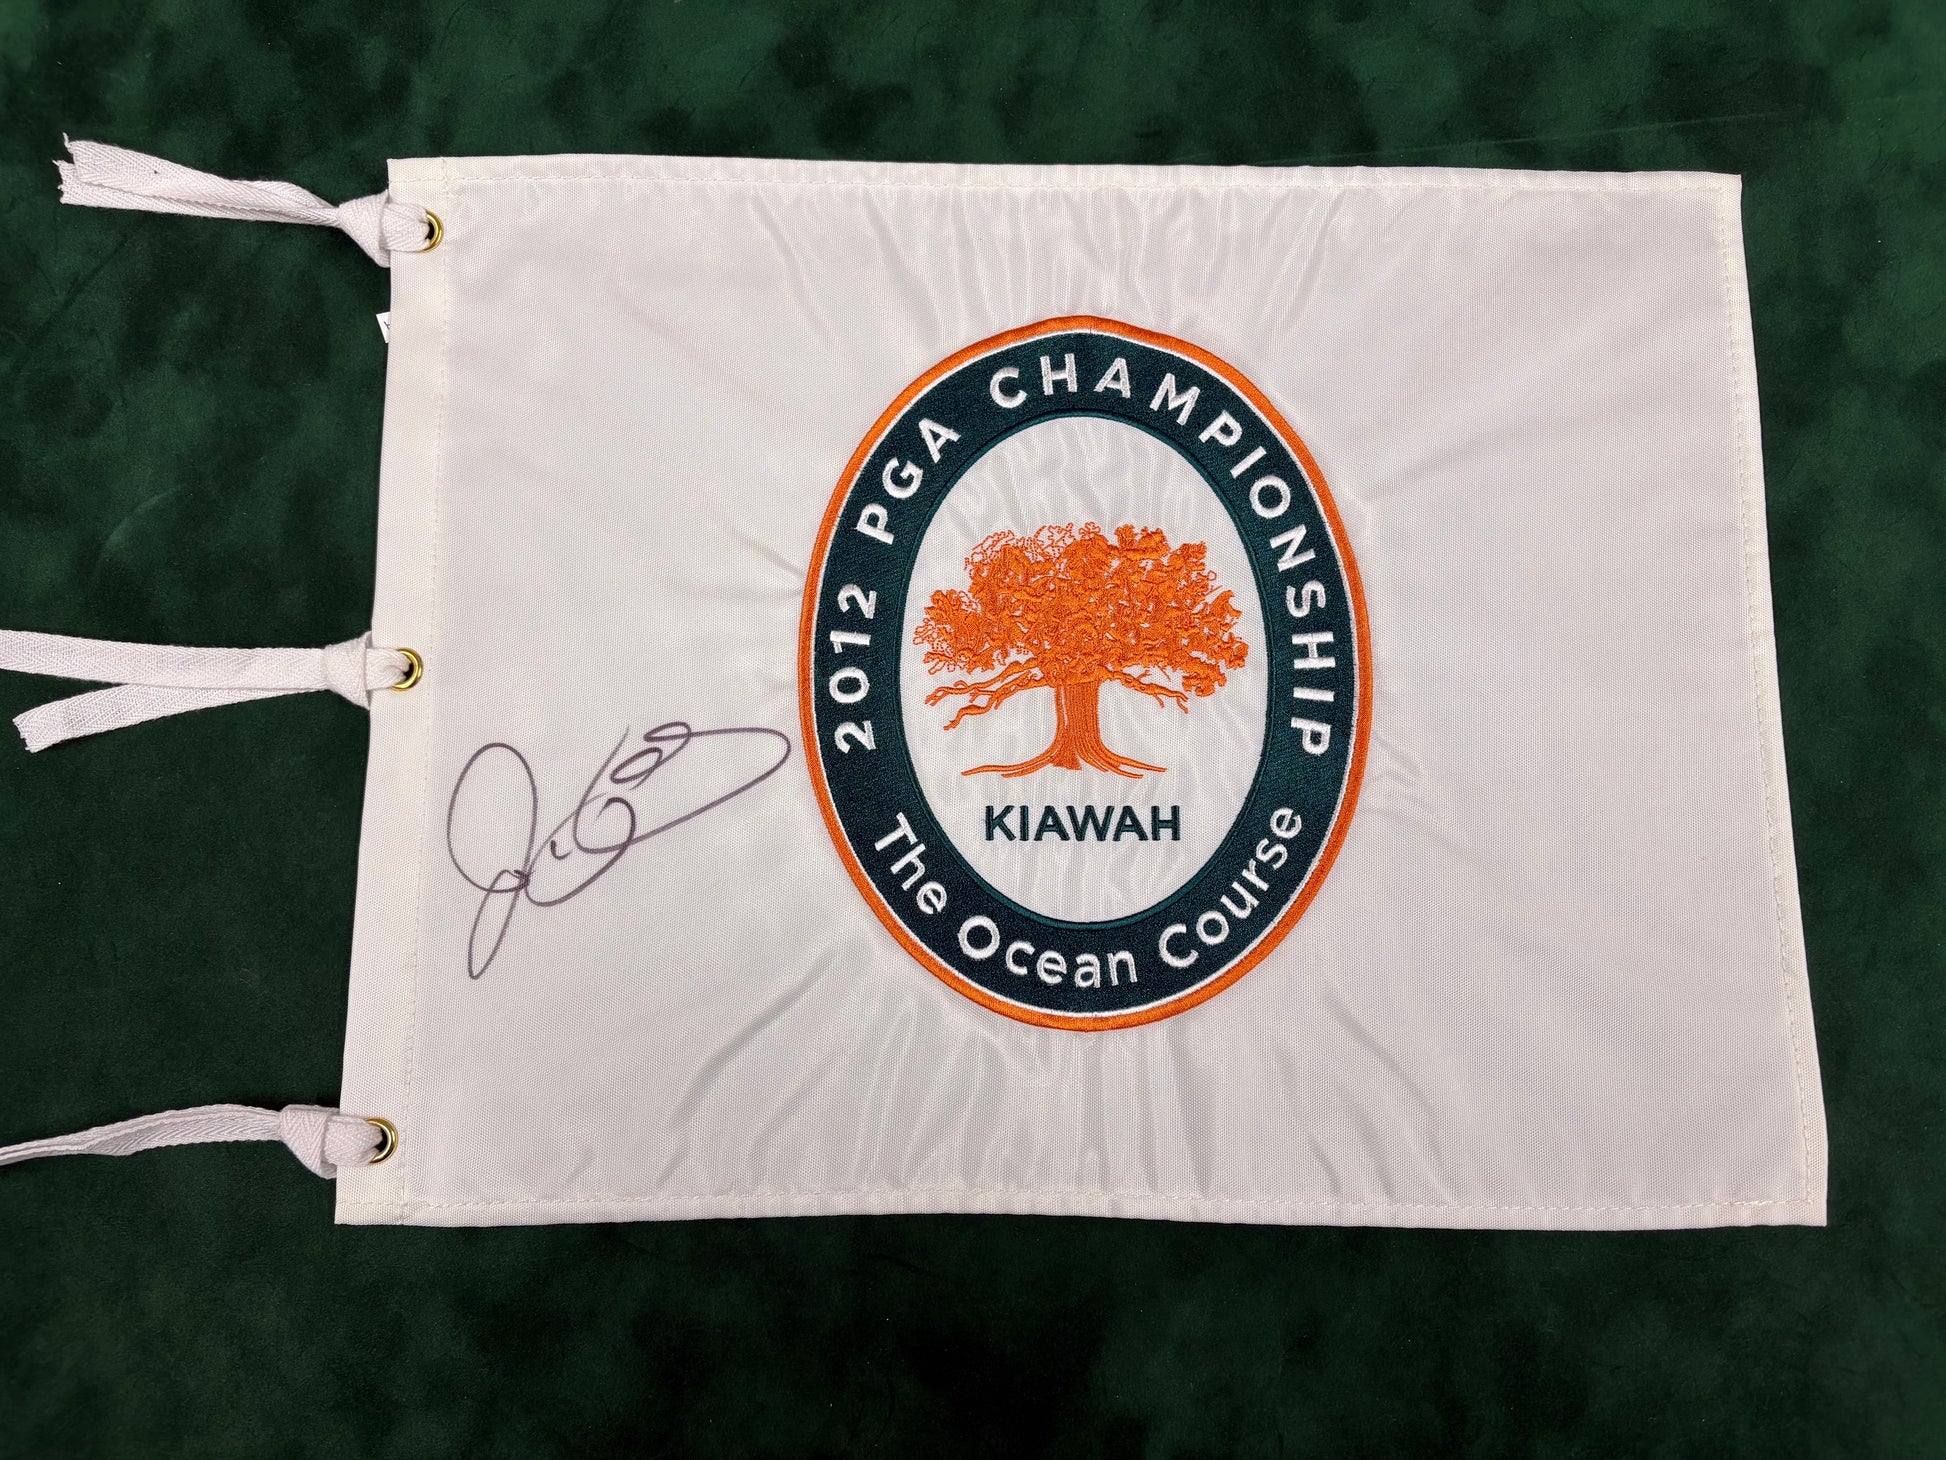 2012 PGA CHAMPIONSHIP
KIAWAH
The Ocean Course